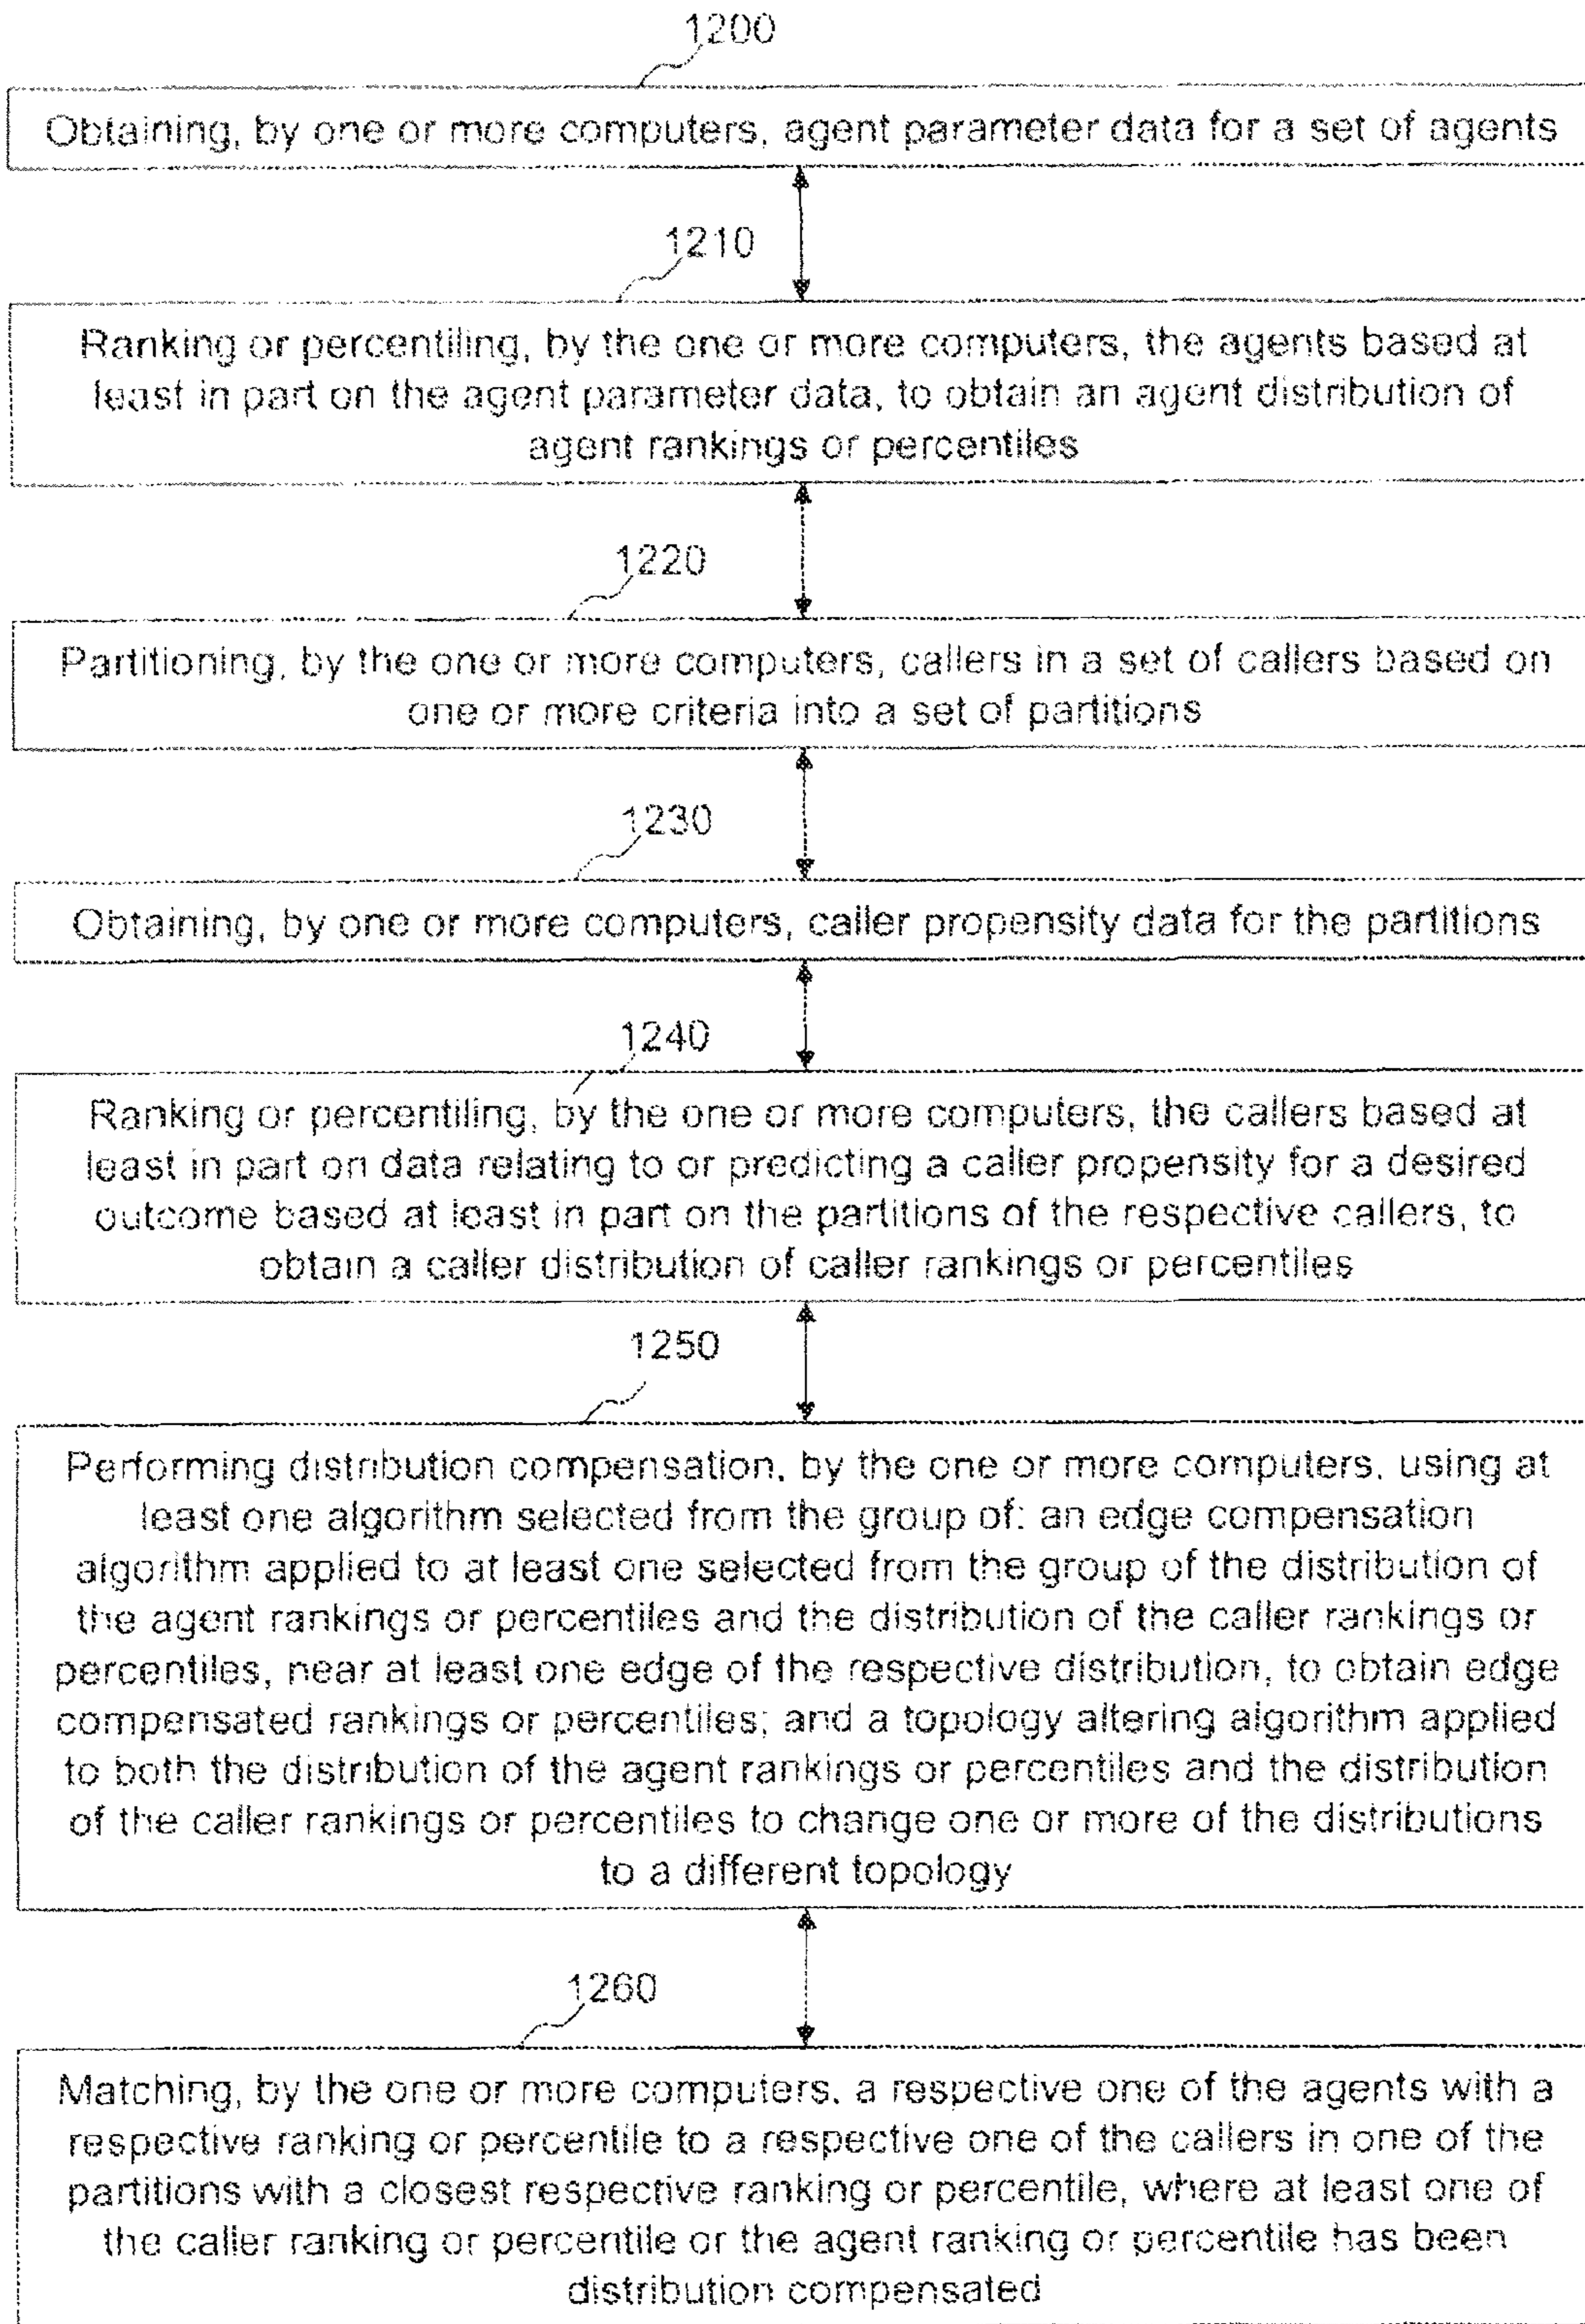 1200
Obtaining, by one or more computers, agent parameter data for a set of agents
1210
Ranking or percentiling, by the one or more computers, the agents based at
least in part on the agent parameter data, to obtain an agent distribution of
agent rankings or percentiles
1220
Partitioning, by the one or more computers, callers in a set of callers based on
one or more criteria into a set of partitions
1230
Obtaining, by one or more computers, caller propensity data for the partitions
1240
Ranking or percentiling, by the one or more computers, the callers based at
least in part on data relating to or predicting a caller propensity for a desired
outcome based at least in part on the partitions of the respective callers, to
obtain a caller distribution of caller rankings or percentiles
1250
Performing distribution compensation, by the one or more computers, using at
least one algorithm selected from the group of: an edge compensation
algorithm applied to at least one selected from the group of the distribution of
the agent rankings or percentiles and the distribution of the caller rankings or
percentiles, near at least one edge of the respective distribution, to obtain edge
compensated rankings or percentiles; and a topology altering algorithm applied
to both the distribution of the agent rankings or percentiles and the distribution
of the caller rankings or percentiles to change one or more of the distributions
to a different topology
1260
Matching, by the one or more computers, a respective one of the agents with a
respective ranking or percentile to a respective one of the callers in one of the
partitions with a closest respective ranking or percentile, where at least one of
the caller ranking or percentile or the agent ranking or percentile has been
distribution compensated